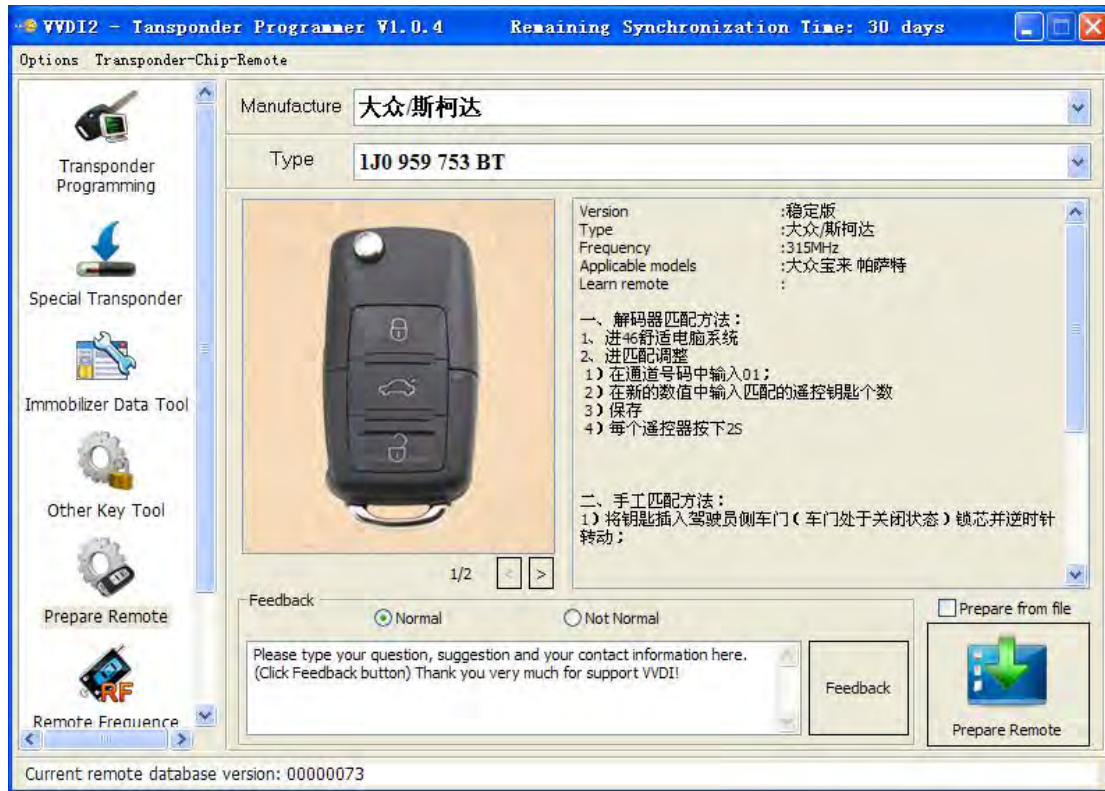 VVDI2 - Tansponder Programmer V1.0.4 Remaining Synchronization Time: 30 days
Options Transponder-Chip-Remote
Transponder
Programming
Special Transponder
Immobilizer Data Tool
Other Key Tool
Prepare Remote
RF
Remote Frequence
Manufacture 大众/斯柯达
Type 1J0 959 753 BT
1/2 < >
Version :稳定版
Type :大众/斯柯达
Frequency :315MHz
Applicable models :大众宝来 帕萨特
Learn remote :
一、解码器匹配方法：
1、进46舒适电脑系统
2、进匹配调整
1）在通道号码中输入01；
2）在新的数值中输入匹配的遥控钥匙个数
3）保存
4）每个遥控器按下2S
二、手工匹配方法：
1）将钥匙插入驾驶员侧车门（车门处于关闭状态）锁芯并逆时针
转动；
Feedback
Normal Not Normal
Please type your question, suggestion and your contact information here.
(Click Feedback button) Thank you very much for support VVDI!
Feedback
Prepare from file
Prepare Remote
Current remote database version: 00000073